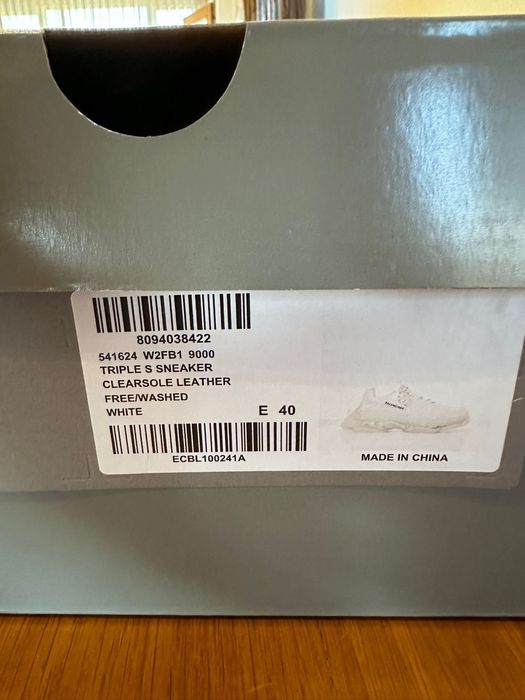 8094038422
541624 W2FB1 9000
TRIPLE S SNEAKER
CLEARSOLE LEATHER
FREE/WASHED
WHITE E 40
ECBL100241A
MADE IN CHINA